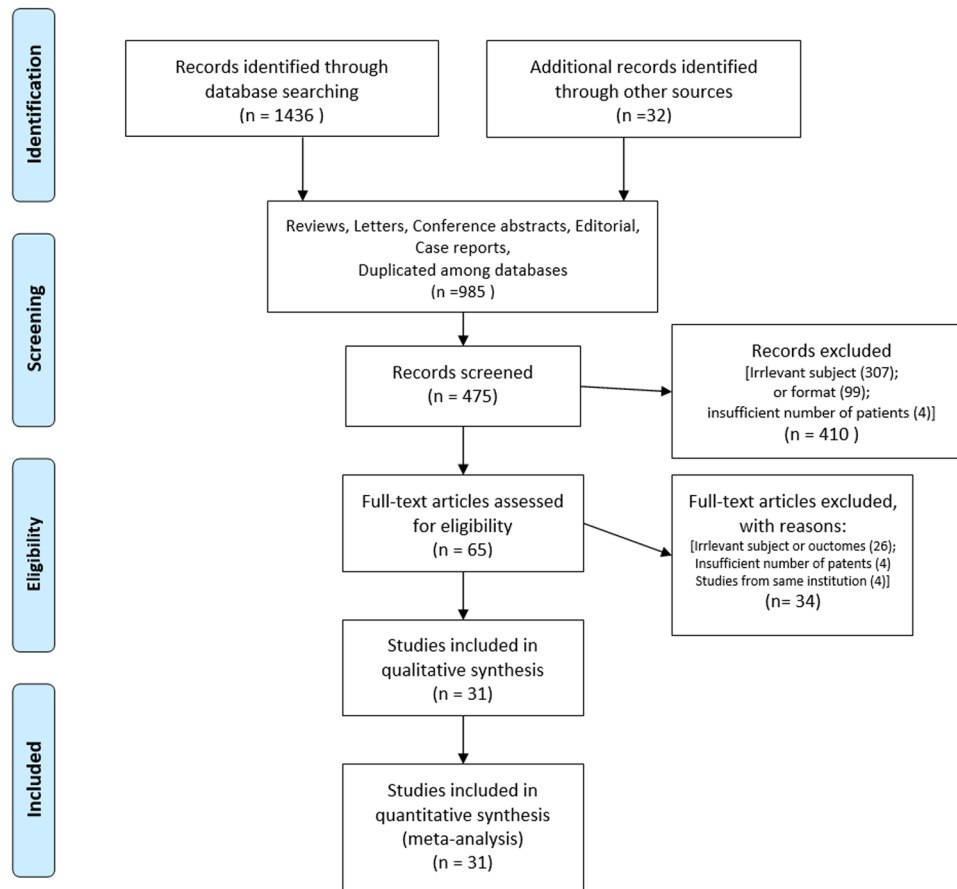 Identification
Records identified through
database searching
(n = 1436 )
Additional records identified
through other sources
(n =32)
Reviews, Letters, Conference abstracts, Editorial,
Case reports,
Duplicated among databases
(n =985 )
Screening
Records screened
(n = 475)
Records excluded
[Irrlevant subject (307);
or format (99);
insufficient number of patients (4)]
(n = 410 )
Eligibility
Full-text articles assessed
for eligibility
(n = 65)
Full-text articles excluded,
with reasons:
[Irrlevant subject or ouctomes (26);
Insufficient number of patents (4)
Studies from same institution (4)]
(n= 34)
Studies included in
qualitative synthesis
(n = 31)
Included
Studies included in
quantitative synthesis
(meta-analysis)
(n = 31)